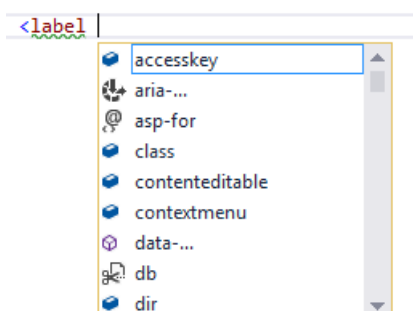 <label
accesskey
aria-...
asp-for
class
contenteditable
contextmenu
data-...
db
dir